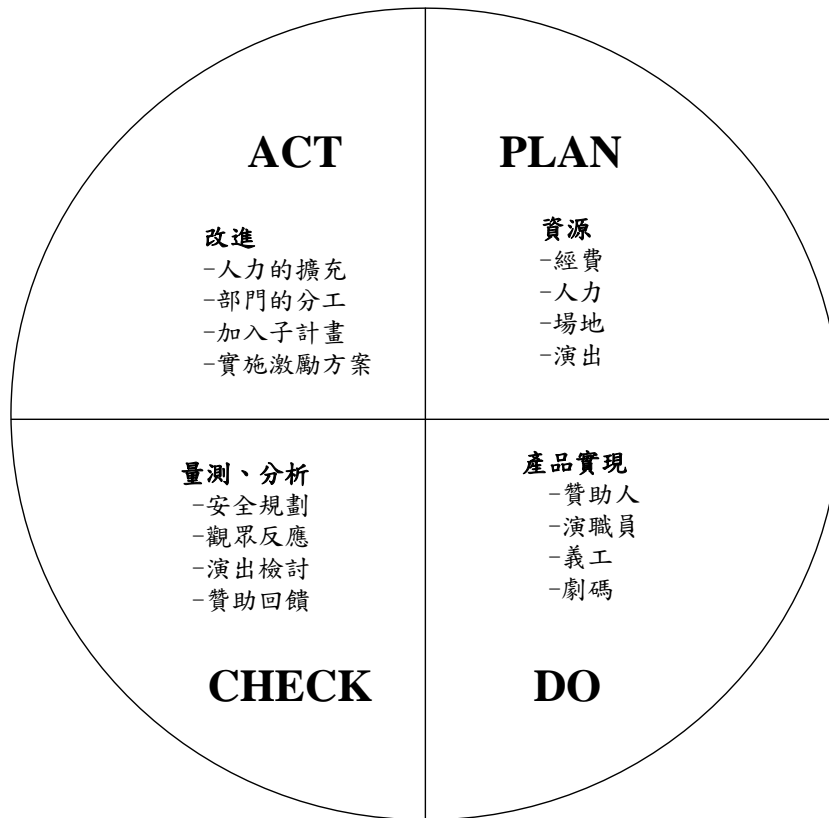 ACT
改進
-人力的擴充
-部門的分工
-加入子計畫
-實施激勵方案
PLAN
資源
-經費
-人力
-場地
-演出
量測、分析
-安全規劃
-觀眾反應
-演出檢討
-贊助回饋
CHECK
產品實現
-贊助人
-演職員
-義工
-劇碼
DO